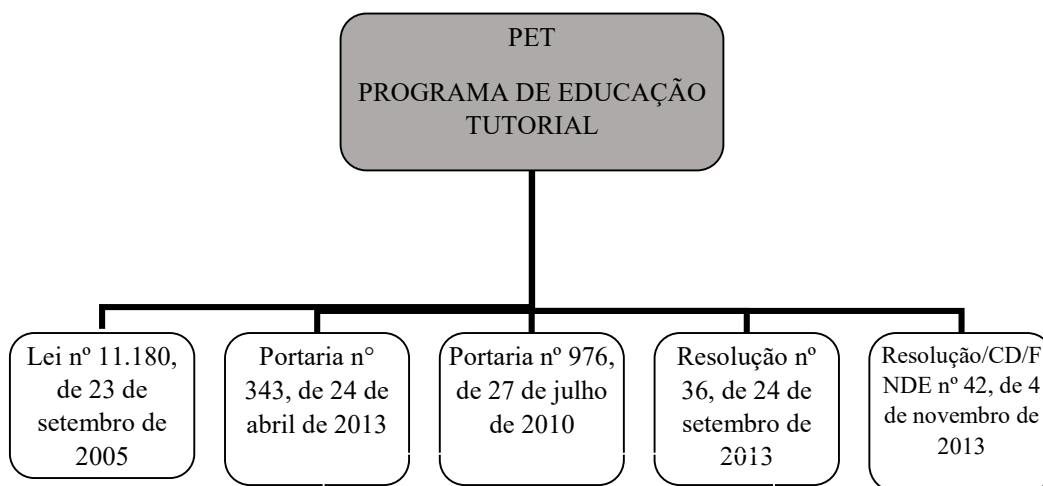 PET
PROGRAMA DE EDUCAÇÃO
TUTORIAL
Lei nº 11.180,
de 23 de
setembro de
2005
Portaria n°
343, de 24 de
abril de 2013
Portaria nº 976,
de 27 de julho
de 2010
Resolução nº
36, de 24 de
setembro de
2013
Resolução/CD/F
NDE nº 42, de 4
de novembro de
2013